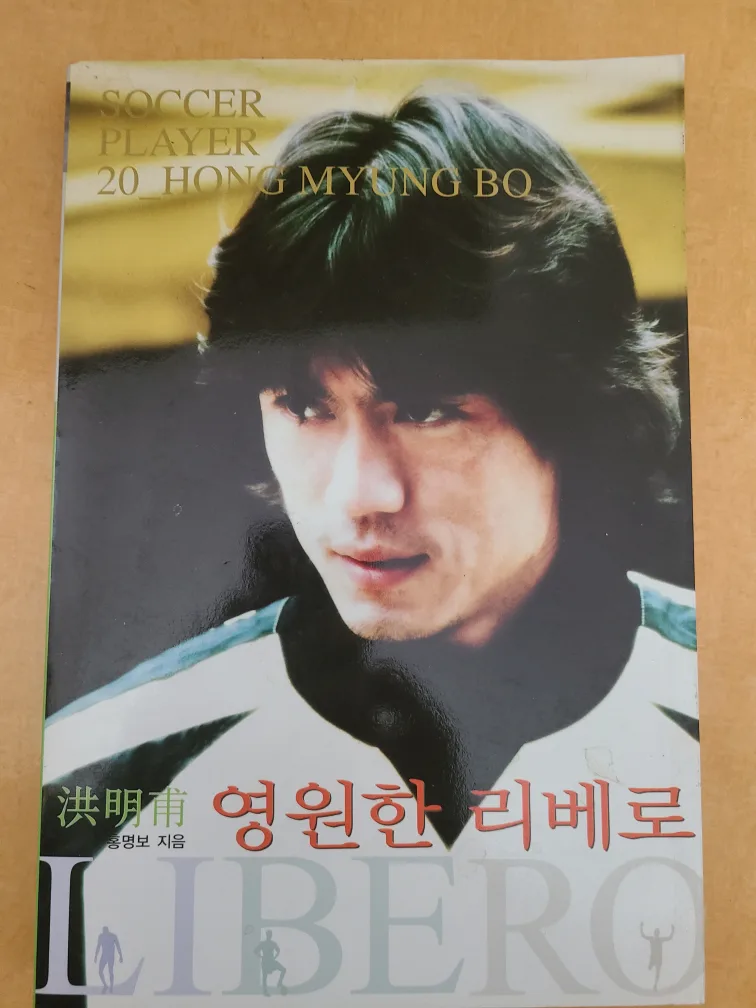 SOCCER
PLAYER
20_HONG MYUNG BO
洪明甫 영원한 리베로
홍명보 지음
LIBERO